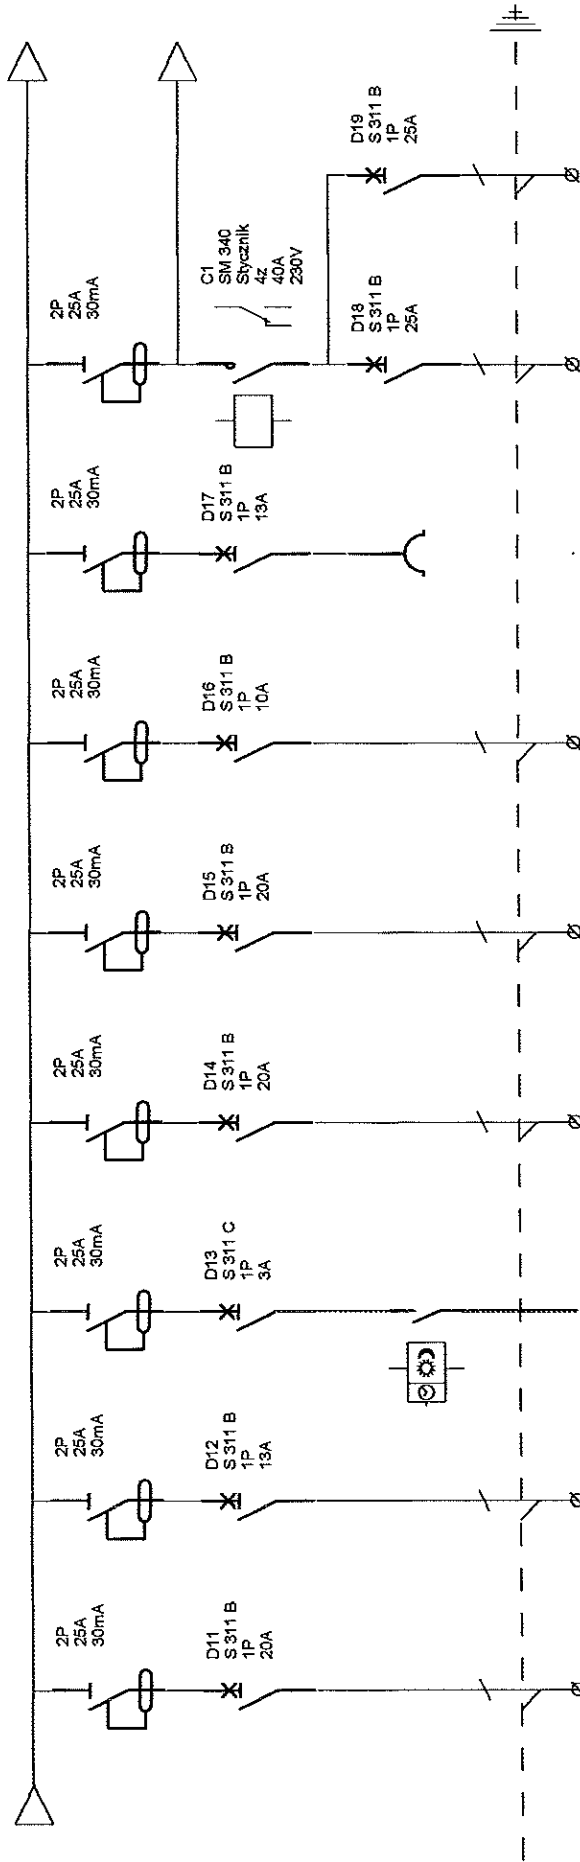 2P
25A
30mA
D11
S 311 B
1P
20A
2P
25A
30mA
D12
S 311 B
1P
13A
2P
25A
30mA
D13
S 311 C
1P
3A
2P
25A
30mA
D14
S 311 B
1P
20A
2P
25A
30mA
D15
S 311 B
1P
20A
2P
25A
30mA
D16
S 311 B
1P
10A
2P
25A
30mA
D17
S 311 B
1P
13A
2P
25A
30mA
C1
SM 340
Stycznik
4z
40A
230V
D18
S 311 B
1P
25A
D19
S 311 B
1P
25A